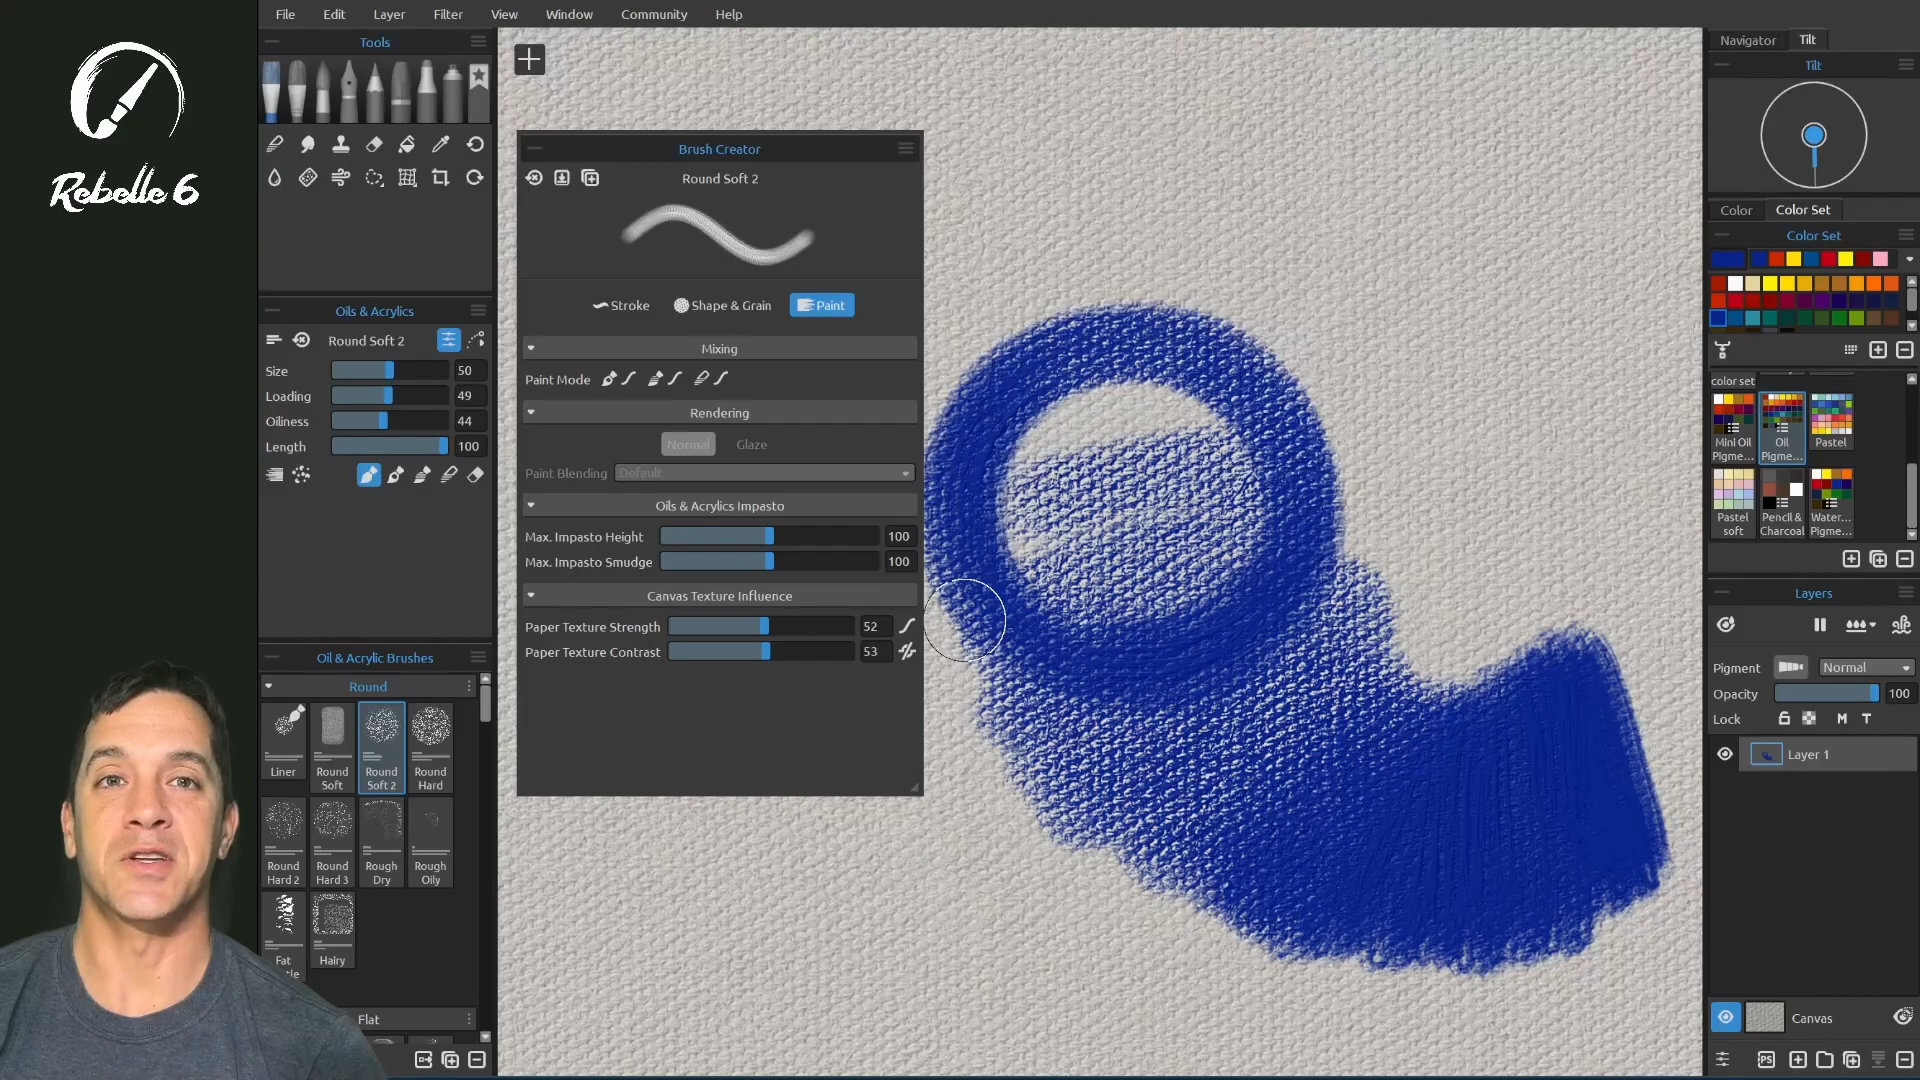 Rebelle 6
File Edit Layer Filter View Window Community Help
Tools
Oils & Acrylics
Round Soft 2
Size 50
Loading 49
Oiliness 44
Length 100
Oil & Acrylic Brushes
Round
Liner
Round Soft
Round Soft 2
Round Hard
Round Hard 2
Round Hard 3
Rough Dry
Rough Oily
Fat
tle
Hairy
Flat
Brush Creator
Round Soft 2
Stroke Shape & Grain Paint
Mixing
Paint Mode
Rendering
Normal Glaze
Paint Blending Default
Oils & Acrylics Impasto
Max. Impasto Height 100
Max. Impasto Smudge 100
Canvas Texture Influence
Paper Texture Strength 52
Paper Texture Contrast 53
Navigator Tilt
Tilt
Color Color Set
Color Set
color set
Mini Oil Pigme...
Oil Pigme...
Pastel
Pastel soft
Pencil & Charcoal
Water... Pigme...
Layers
Pigment Normal
Opacity 100
Lock M T
Layer 1
Canvas
PS